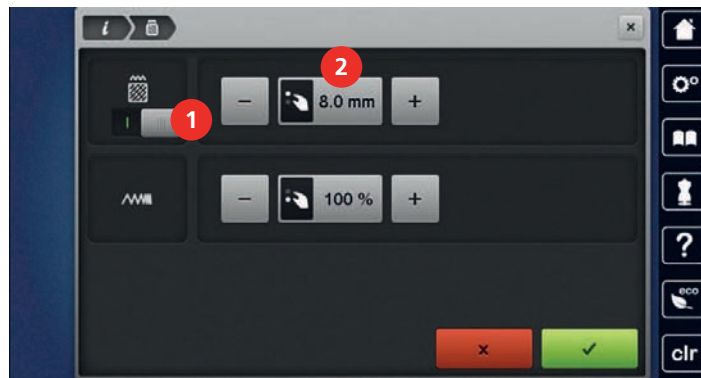 i
×
2
− 8.0 mm +
1
− 100 % +
?
eco
× ✓
clr